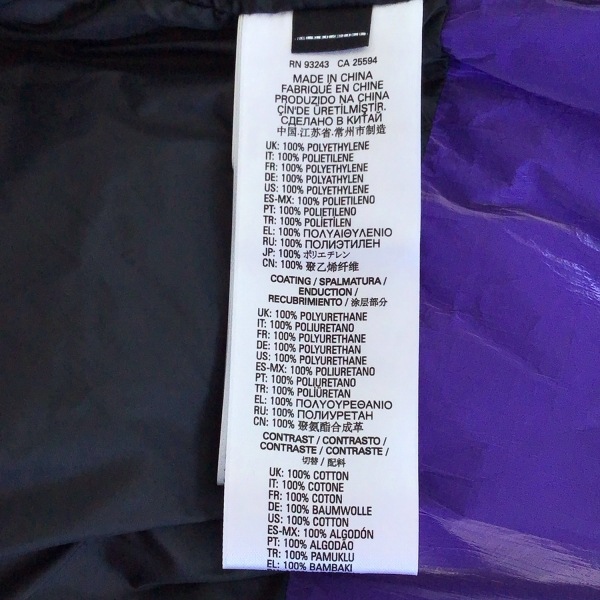 RN 93243 CA 25594
MADE IN CHINA
FABRIQUÉ EN CHINE
PRODUZIDO NA CHINA
ÇİN'DE ÜRETİLMİŞTİR.
СДЕЛАНО В КИТАЙ
中国.江苏省.常州市制造
UK: 100% POLYETHYLENE
IT: 100% POLIETILENE
FR: 100% POLYETHYLENE
DE: 100% POLYATHYLEN
US: 100% POLYETHYLENE
ES-MX: 100% POLIETILENO
PT: 100% POLIETILENO
TR: 100% POLİETİLEN
EL: 100% ΠΟΛΥΑΙΘΥΛΕΝΙΟ
RU: 100% ПОЛИЭТИЛЕН
JP: 100% ポリエチレン
CN: 100% 聚乙烯纤维
COATING / SPALMATURA /
ENDUCTION /
RECUBRIMIENTO / 涂层部分
UK: 100% POLYURETHANE
IT: 100% POLIURETANO
FR: 100% POLYURETHANE
DE: 100% POLYURETHAN
US: 100% POLYURETHANE
ES-MX: 100% POLIURETANO
PT: 100% POLIURETANO
TR: 100% POLİÜRETAN
EL: 100% ΠΟΛΥΟΥΡΕΘΑΝΙΟ
RU: 100% ПОЛИУРЕТАН
CN: 100% 聚氨酯合成革
CONTRAST / CONTRASTO /
CONTRASTE / CONTRASTE /
切替 / 配料
UK: 100% COTTON
IT: 100% COTONE
FR: 100% COTON
DE: 100% BAUMWOLLE
US: 100% COTTON
ES-MX: 100% ALGODÓN
PT: 100% ALGODÃO
TR: 100% PAMUKLU
EL: 100% ΒΑΜΒΑΚΙ